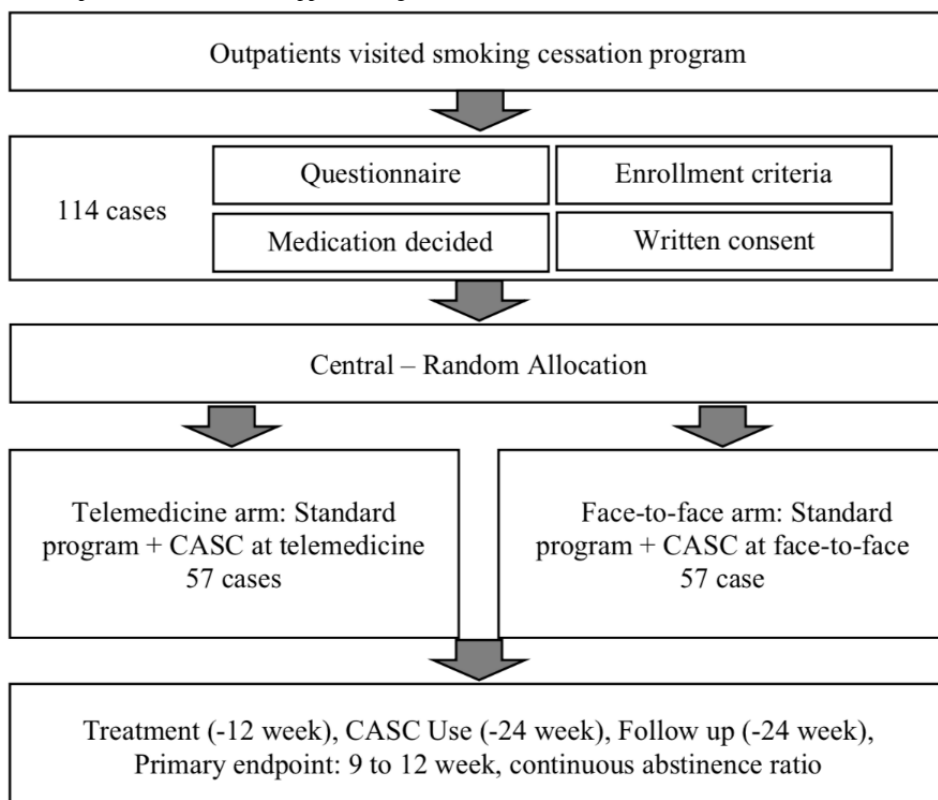 Outpatients visited smoking cessation program
114 cases
Questionnaire
Enrollment criteria
Medication decided
Written consent
Central – Random Allocation
Telemedicine arm: Standard
program + CASC at telemedicine
57 cases
Face-to-face arm: Standard
program + CASC at face-to-face
57 case
Treatment (-12 week), CASC Use (-24 week), Follow up (-24 week),
Primary endpoint: 9 to 12 week, continuous abstinence ratio